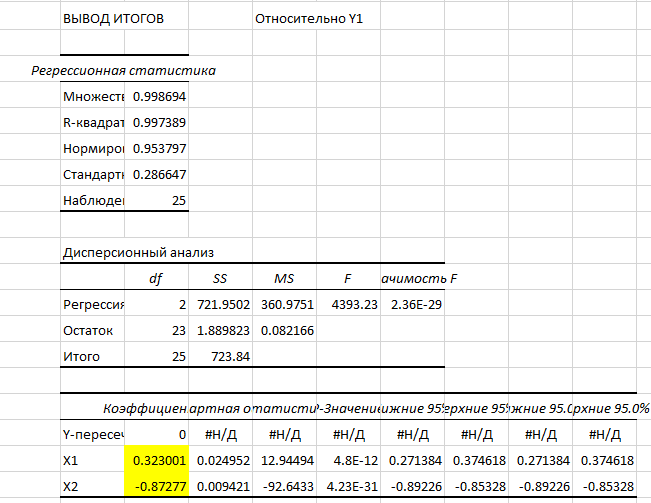 ВЫВОД ИТОГОВ Относительно Y1
Регрессионная статистика
Множеств 0.998694
R-квадрат 0.997389
Нормиро 0.953797
Стандартн 0.286647
Наблюде 25
Дисперсионный анализ
df SS MS F ачимость F
Регрессия 2 721.9502 360.9751 4393.23 2.36E-29
Остаток 23 1.889823 0.082166
Итого 25 723.84
Коэффициен артная о татисти Р-Значение ижние 95% ерхние 95% жние 95.0 рхние 95.0%
Y-пересеч 0 #Н/Д #Н/Д #Н/Д #Н/Д #Н/Д #Н/Д #Н/Д
X1 0.323001 0.024952 12.94494 4.8E-12 0.271384 0.374618 0.271384 0.374618
X2 -0.87277 0.009421 -92.6433 4.23E-31 -0.89226 -0.85328 -0.89226 -0.85328